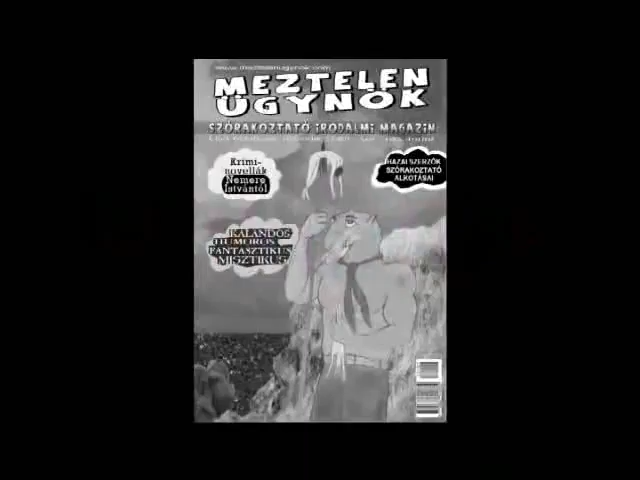 MEZTELEN
ÜGYNÖK
SZÓRAKOZTATÓ IRODALMI MAGAZIN
Krimi-
novellák
Nemere
Istvántól
HAZAI SZERZŐK
SZÓRAKOZTATÓ
ALKOTÁSAI
KALANDOS
HUMOROS
FANTASZTIKUS
MISZTIKUS